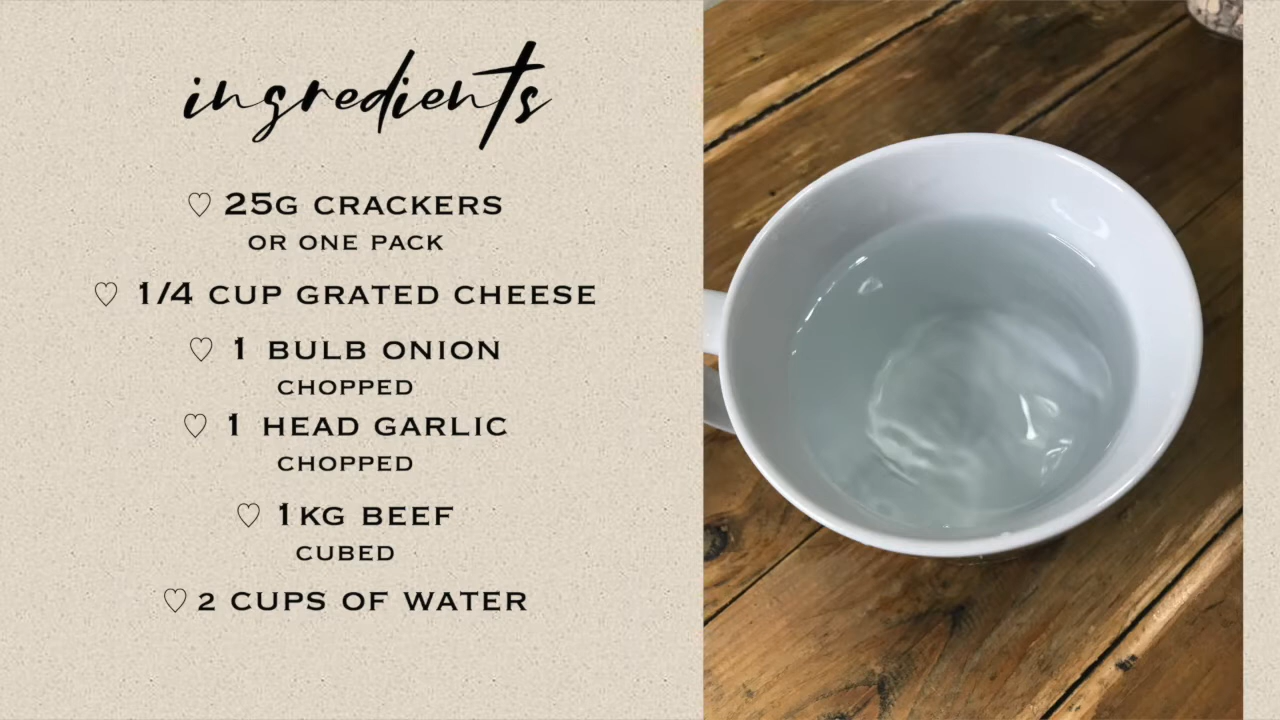 ingredients
♡ 25G CRACKERS
OR ONE PACK
♡ 1/4 CUP GRATED CHEESE
♡ 1 BULB ONION
CHOPPED
♡ 1 HEAD GARLIC
CHOPPED
♡ 1KG BEEF
CUBED
♡ 2 CUPS OF WATER